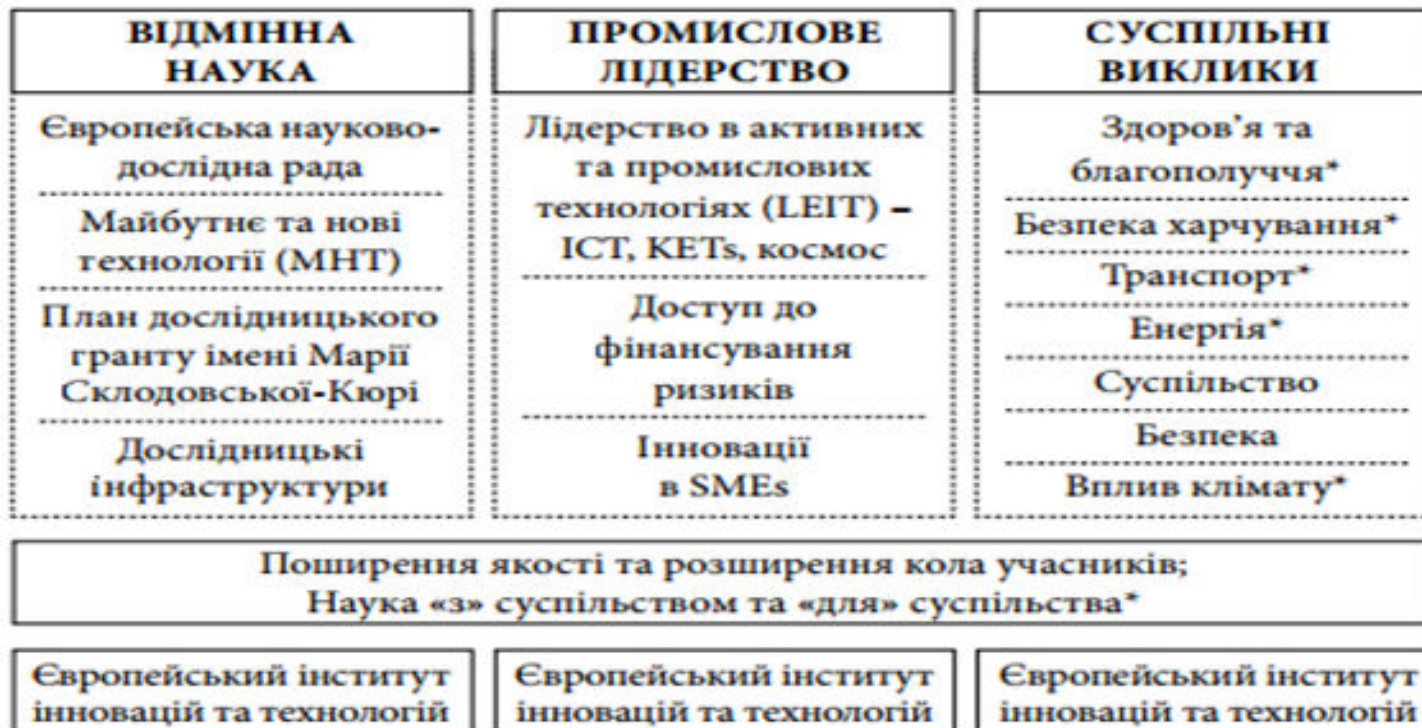 ВІДМІННА
НАУКА
Європейська науково-
дослідна рада
Майбутнє та нові
технології (МНТ)
План дослідницького
гранту імені Марії
Склодовської-Кюрі
Дослідницькі
інфраструктури
ПРОМИСЛОВЕ
ЛІДЕРСТВО
Лідерство в активних
та промислових
технологіях (LEIT) –
ICT, KETs, космос
Доступ до
фінансування
ризиків
Інновації
в SMEs
СУСПІЛЬНІ
ВИКЛИКИ
Здоров'я та
благополуччя*
Безпека харчування*
Транспорт*
Енергія*
Суспільство
Безпека
Вплив клімату*
Поширення якості та розширення кола учасників;
Наука «з» суспільством та «для» суспільства*
Європейський інститут
інновацій та технологій
Європейський інститут
інновацій та технологій
Європейський інститут
інновацій та технологій